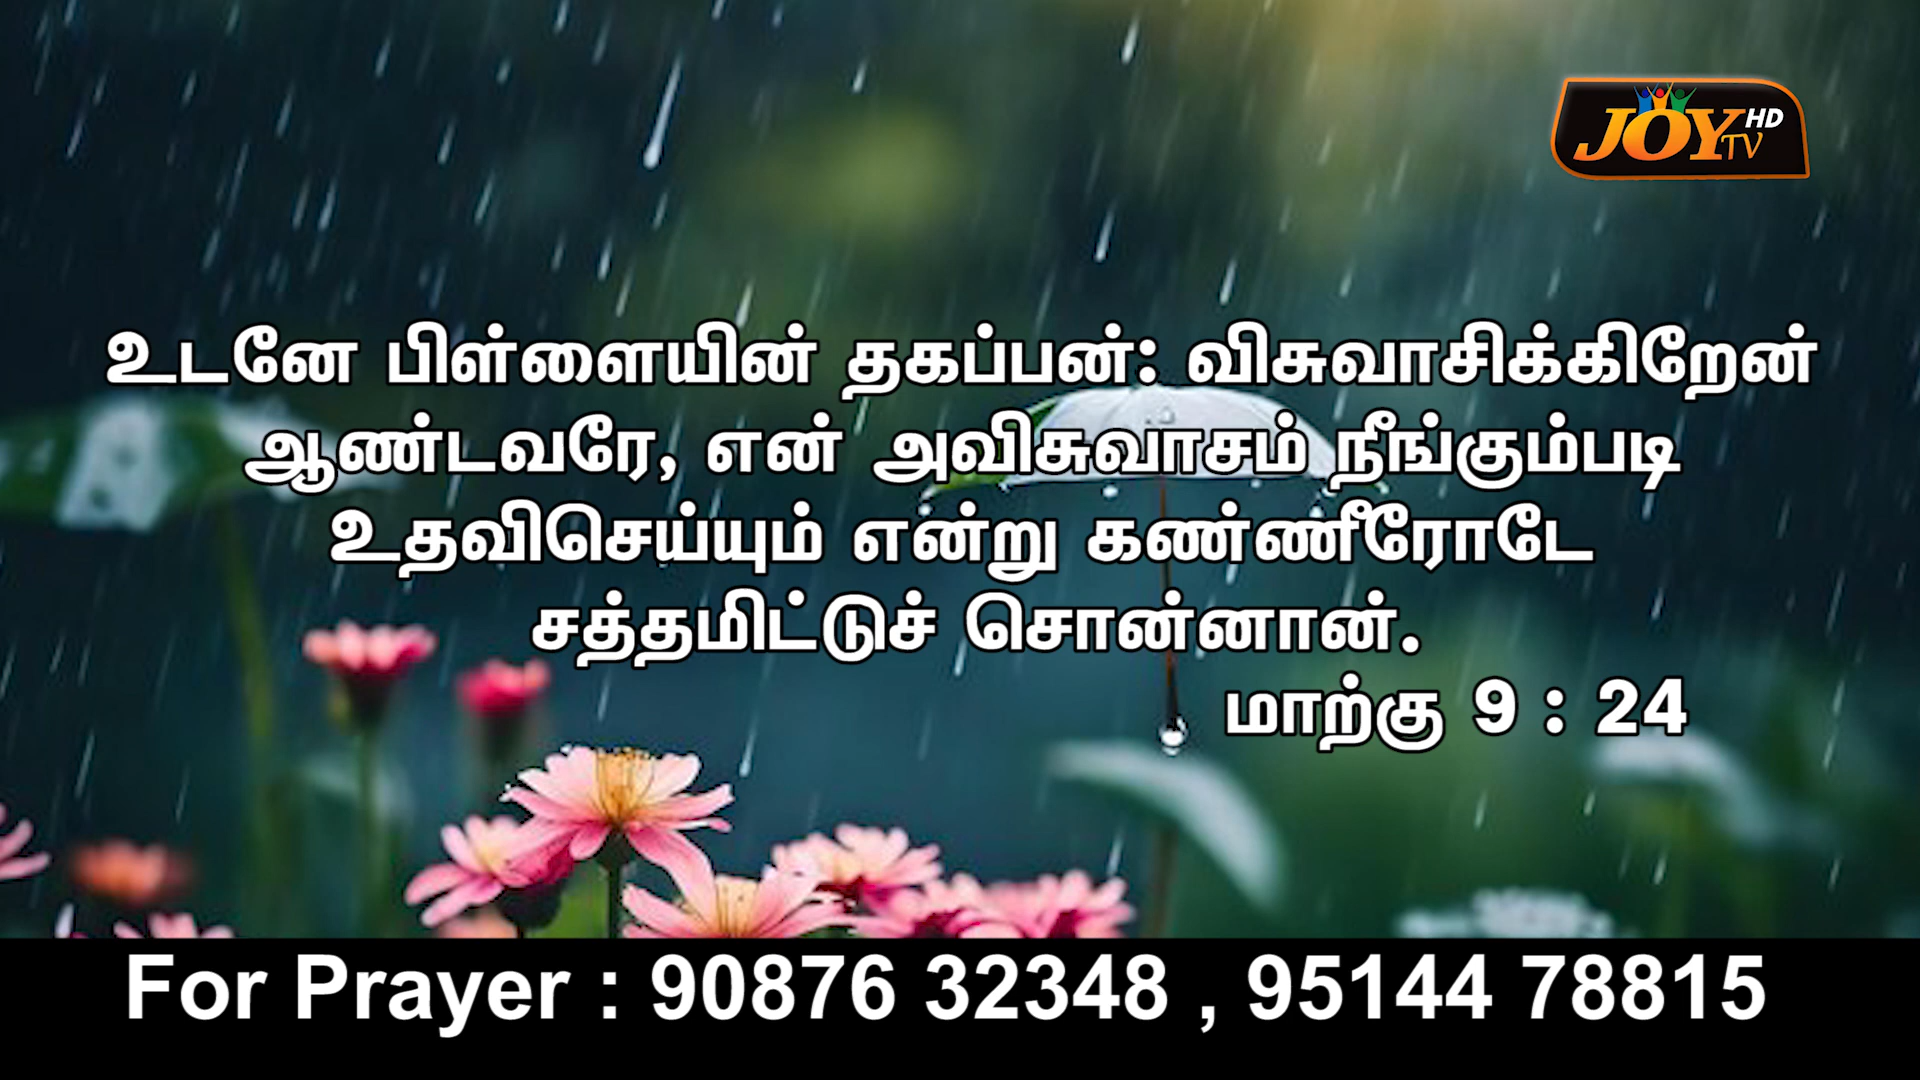 JOY TV HD
உடனே பிள்ளையின் தகப்பன்: விசுவாசிக்கிறேன்
ஆண்டவரே, என் அவிசுவாசம் நீங்கும்படி
உதவிசெய்யும் என்று கண்ணீரோடே
சத்தமிட்டுச் சொன்னான்.
மாற்கு 9 : 24
For Prayer : 90876 32348 , 95144 78815